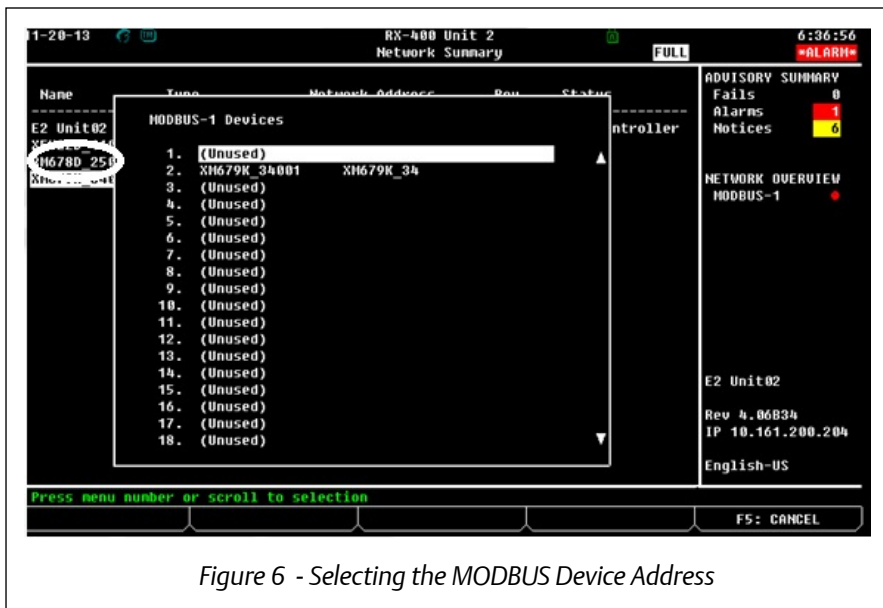 11-20-13 RX-400 Unit 2 6:36:56
Network Summary FULL *ALARM*
Name
E2 Unit02 ntroller
XM678D_250
MODBUS-1 Devices
1. (Unused)
2. XM679K_34001 XM679K_34
3. (Unused)
4. (Unused)
5. (Unused)
6. (Unused)
7. (Unused)
8. (Unused)
9. (Unused)
10. (Unused)
11. (Unused)
12. (Unused)
13. (Unused)
14. (Unused)
15. (Unused)
16. (Unused)
17. (Unused)
18. (Unused)
ADVISORY SUMMARY
Fails 0
Alarms 1
Notices 6
NETWORK OVERVIEW
MODBUS-1
E2 Unit02
Rev 4.06B34
IP 10.161.200.204
English-US
Press menu number or scroll to selection
F5: CANCEL
Figure 6 - Selecting the MODBUS Device Address